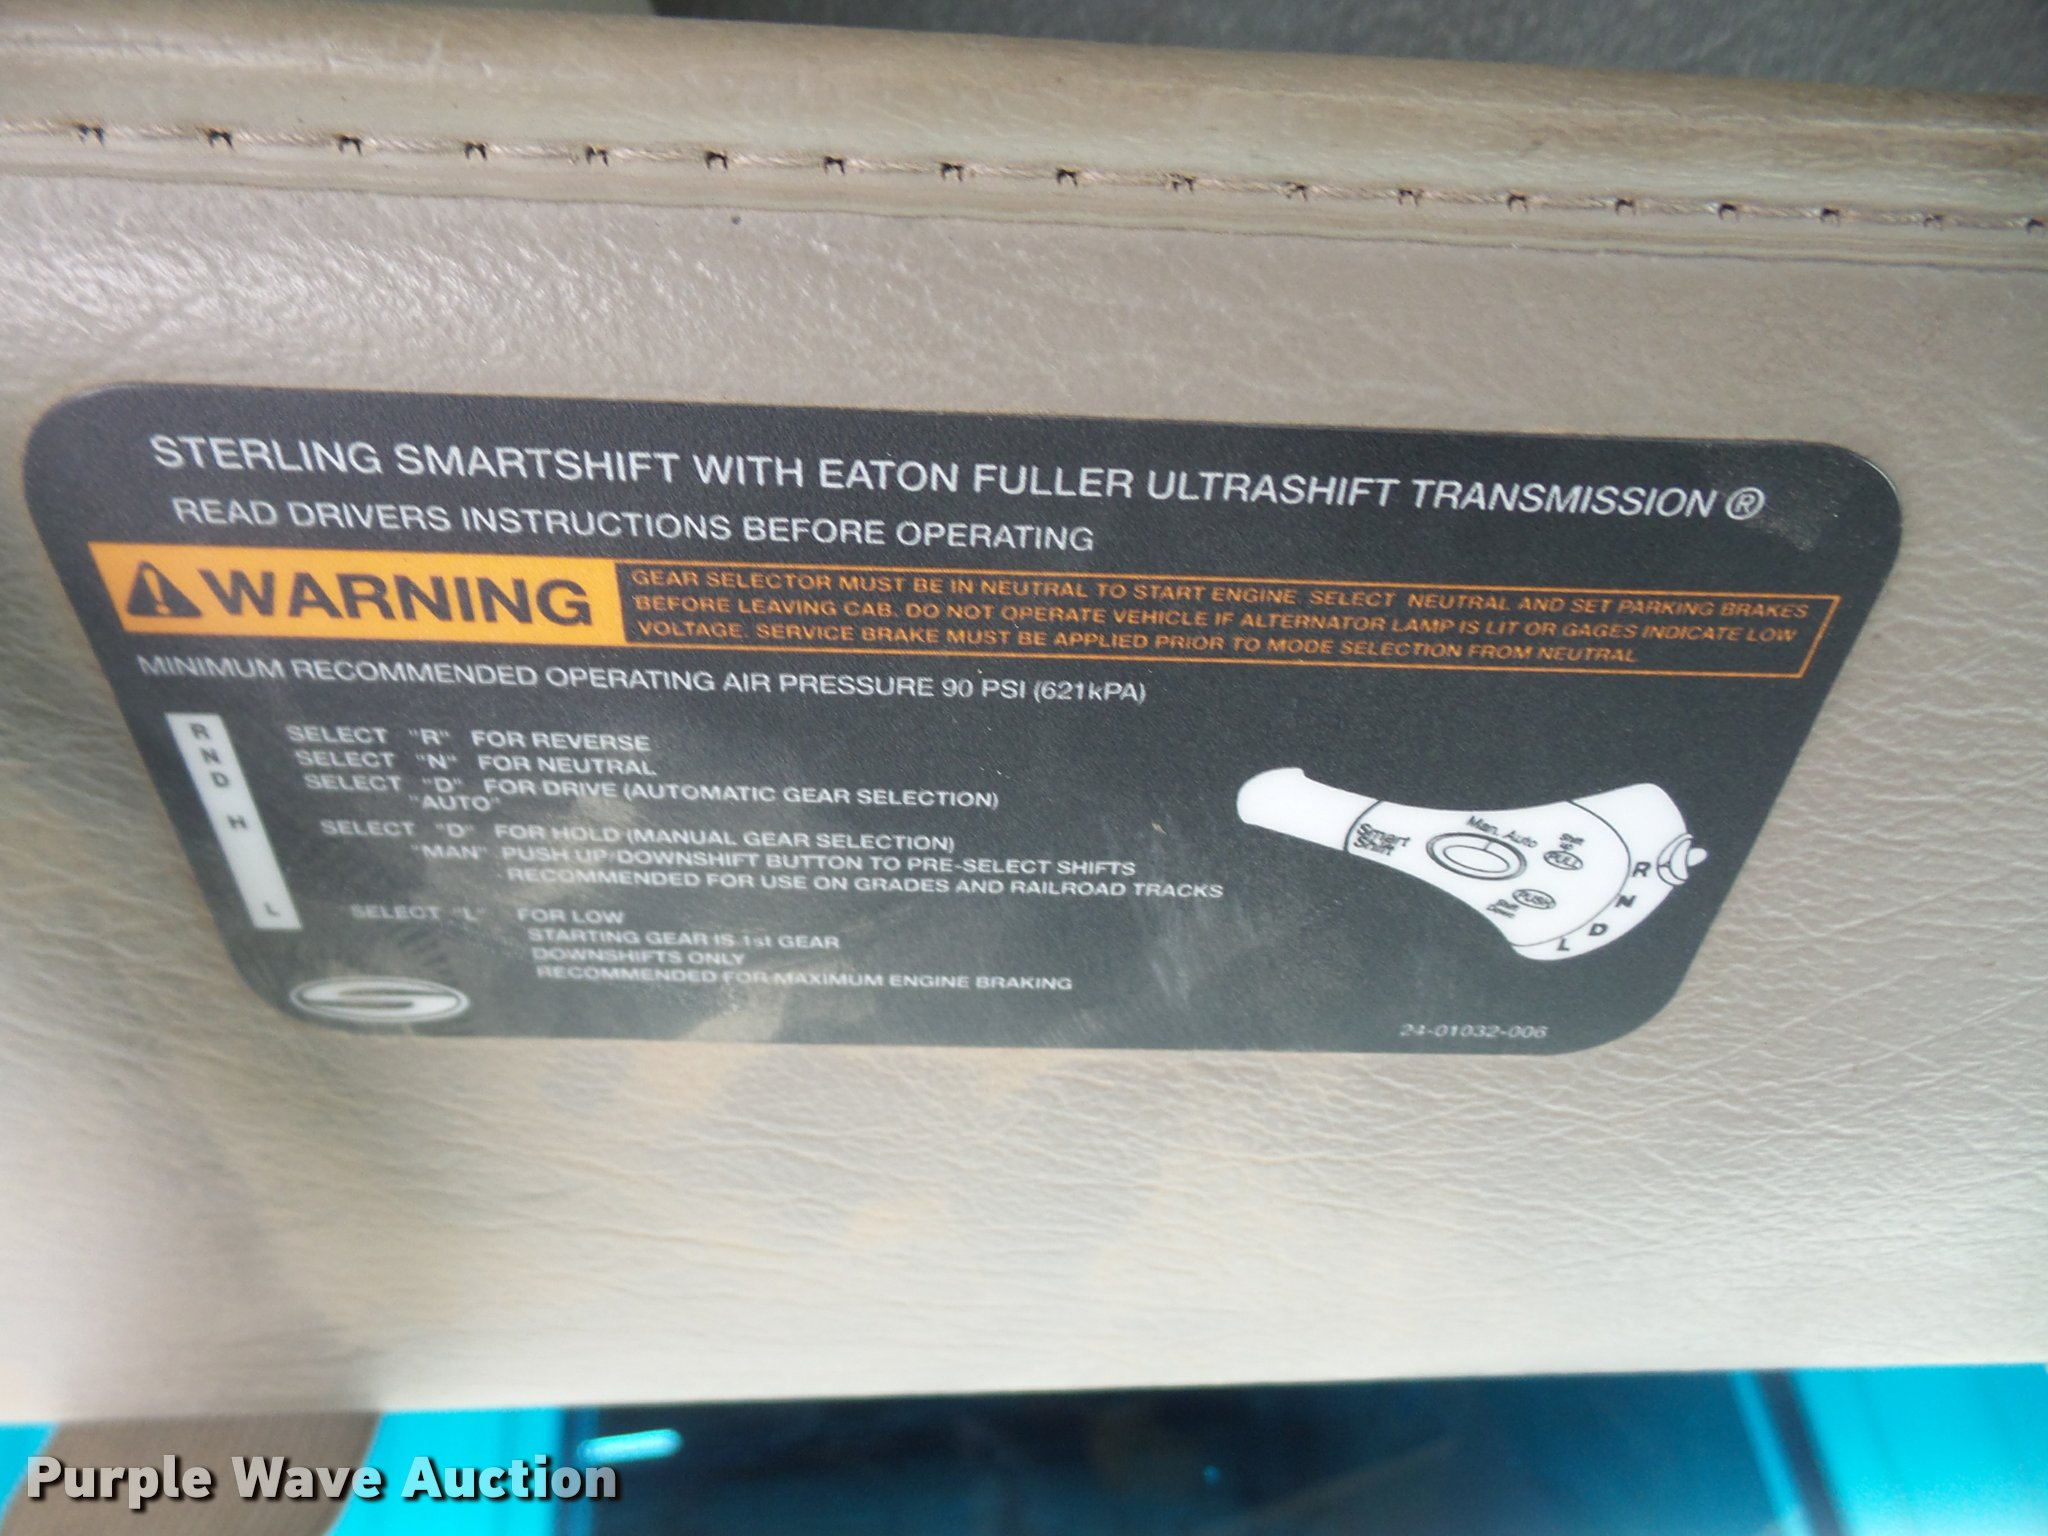 STERLING SMARTSHIFT WITH EATON FULLER ULTRASHIFT TRANSMISSION ®
READ DRIVERS INSTRUCTIONS BEFORE OPERATING
WARNING
GEAR SELECTOR MUST BE IN NEUTRAL TO START ENGINE. SELECT NEUTRAL AND SET PARKING BRAKES
BEFORE LEAVING CAB. DO NOT OPERATE VEHICLE IF ALTERNATOR LAMP IS LIT OR GAGES INDICATE LOW
VOLTAGE. SERVICE BRAKE MUST BE APPLIED PRIOR TO MODE SELECTION FROM NEUTRAL
MINIMUM RECOMMENDED OPERATING AIR PRESSURE 90 PSI (621kPA)
R
N
D
H
L
SELECT "R" FOR REVERSE
SELECT "N" FOR NEUTRAL
SELECT "D" FOR DRIVE (AUTOMATIC GEAR SELECTION)
"AUTO"
SELECT "D" FOR HOLD (MANUAL GEAR SELECTION)
"MAN" PUSH UP/DOWNSHIFT BUTTON TO PRE-SELECT SHIFTS
RECOMMENDED FOR USE ON GRADES AND RAILROAD TRACKS
SELECT "L" FOR LOW
STARTING GEAR IS 1st GEAR
DOWNSHIFTS ONLY
RECOMMENDED FOR MAXIMUM ENGINE BRAKING
Smart
Shift
Man. Auto
PULL
PUSH
R
N
D
L
24-01032-006
Purple Wave Auction